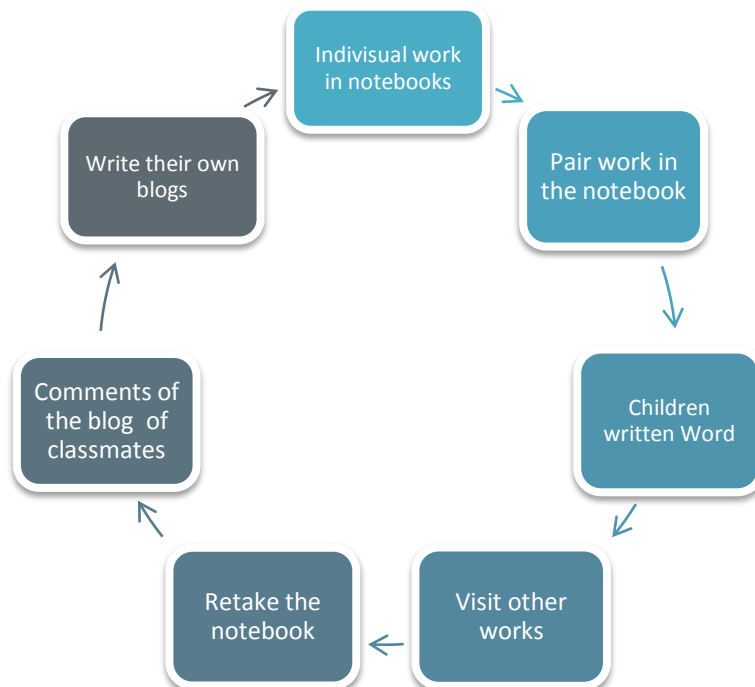 Indivisual work
in notebooks
Pair work in
the notebook
Children
written Word
Visit other
works
Retake the
notebook
Comments of
the blog of
classmates
Write their own
blogs